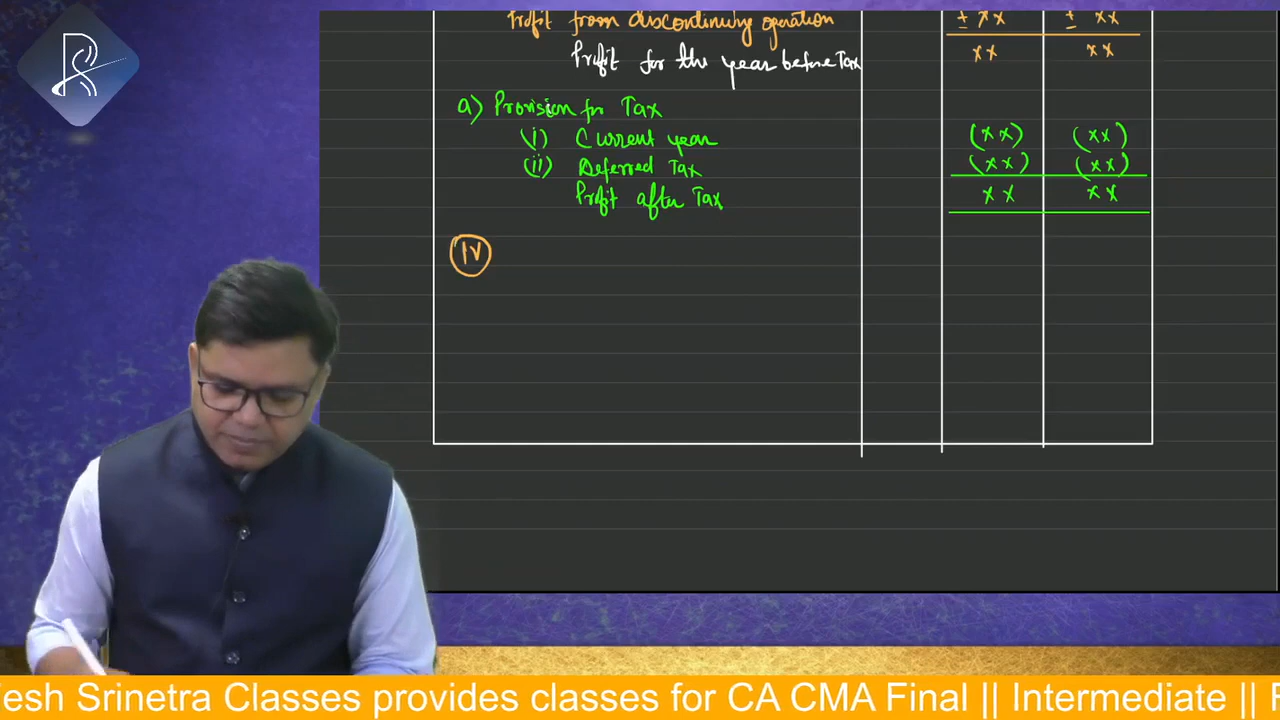 Profit from discontinuing operation ± xx ± xx
Profit for the year before Tax xx xx
a) Provision for Tax
(i) Current year (xx) (xx)
(ii) Deferred Tax (xx) (xx)
Profit after Tax xx xx
IV
esh Srinetra Classes provides classes for CA CMA Final || Intermediate ||